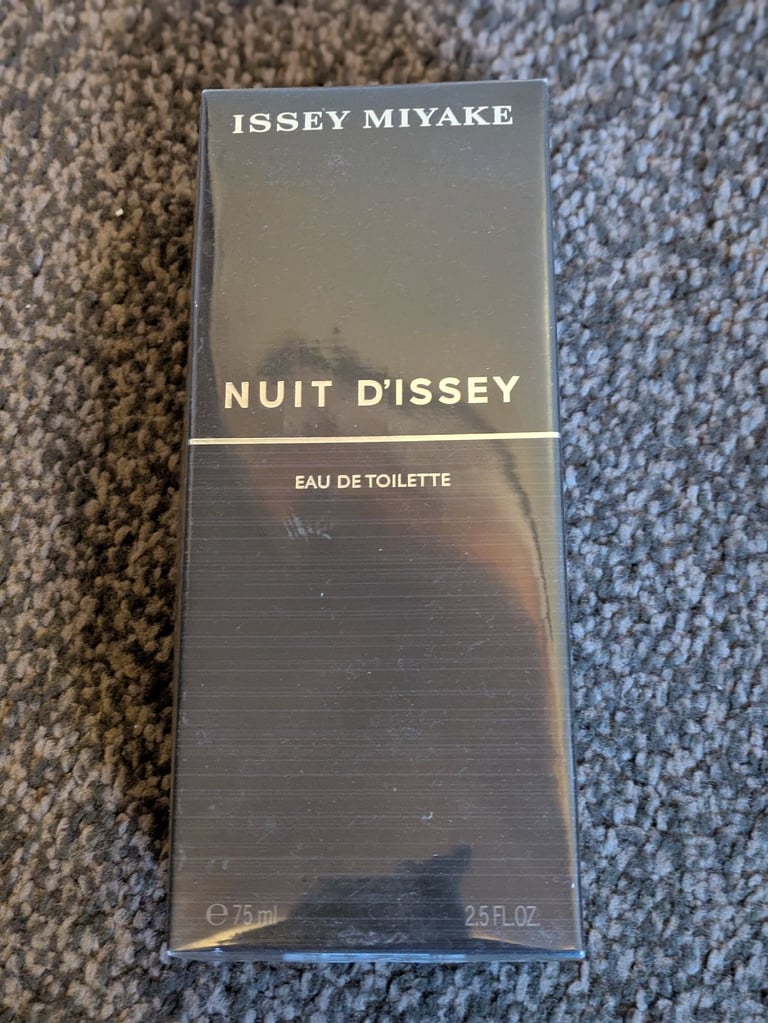 ISSEY MIYAKE
NUIT D'ISSEY
EAU DE TOILETTE
℮ 75 ml 2.5 FL.OZ.